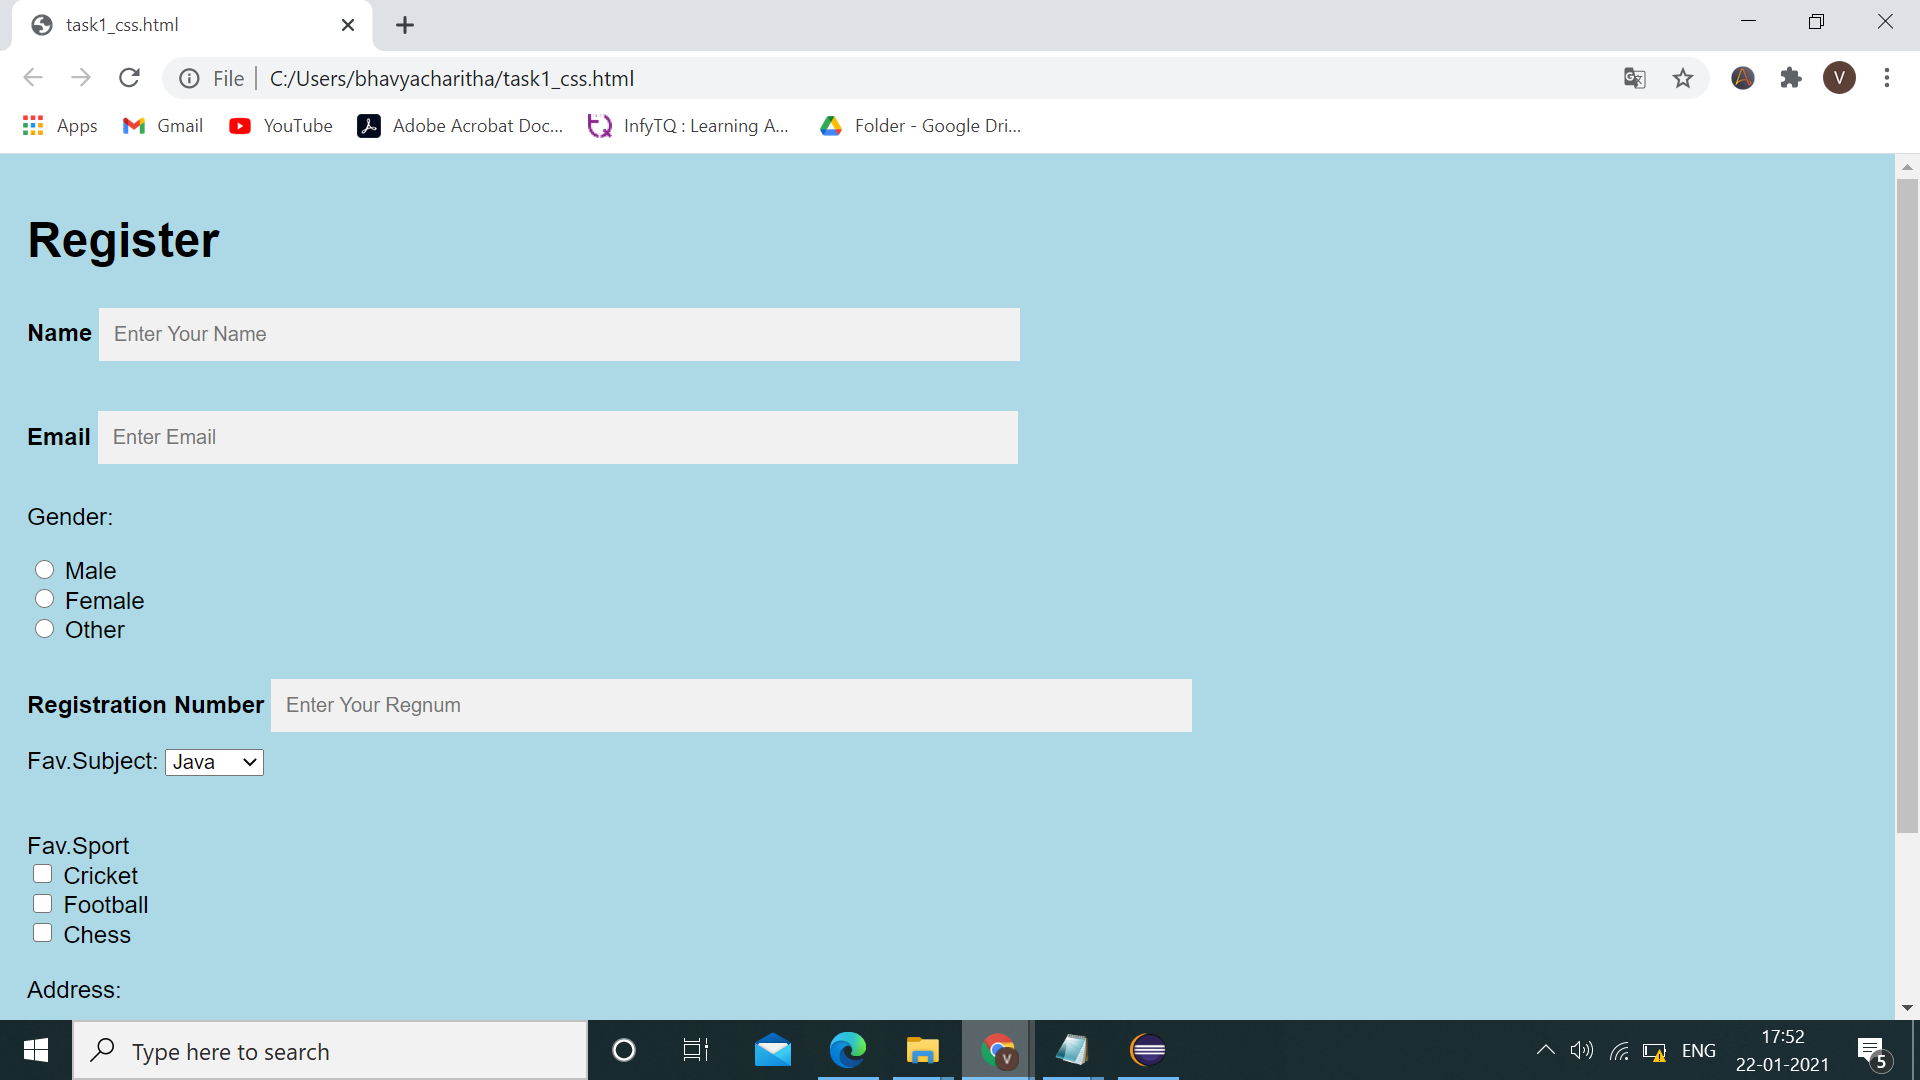 task1_css.html
File C:/Users/bhavyacharitha/task1_css.html
V
Apps Gmail YouTube Adobe Acrobat Doc... InfyTQ : Learning A... Folder - Google Dri...
Register
Name Enter Your Name
Email Enter Email
Gender:
Male
Female
Other
Registration Number Enter Your Regnum
Fav.Subject: Java
Fav.Sport
Cricket
Football
Chess
Address:
Type here to search
V
ENG
17:52
22-01-2021
5